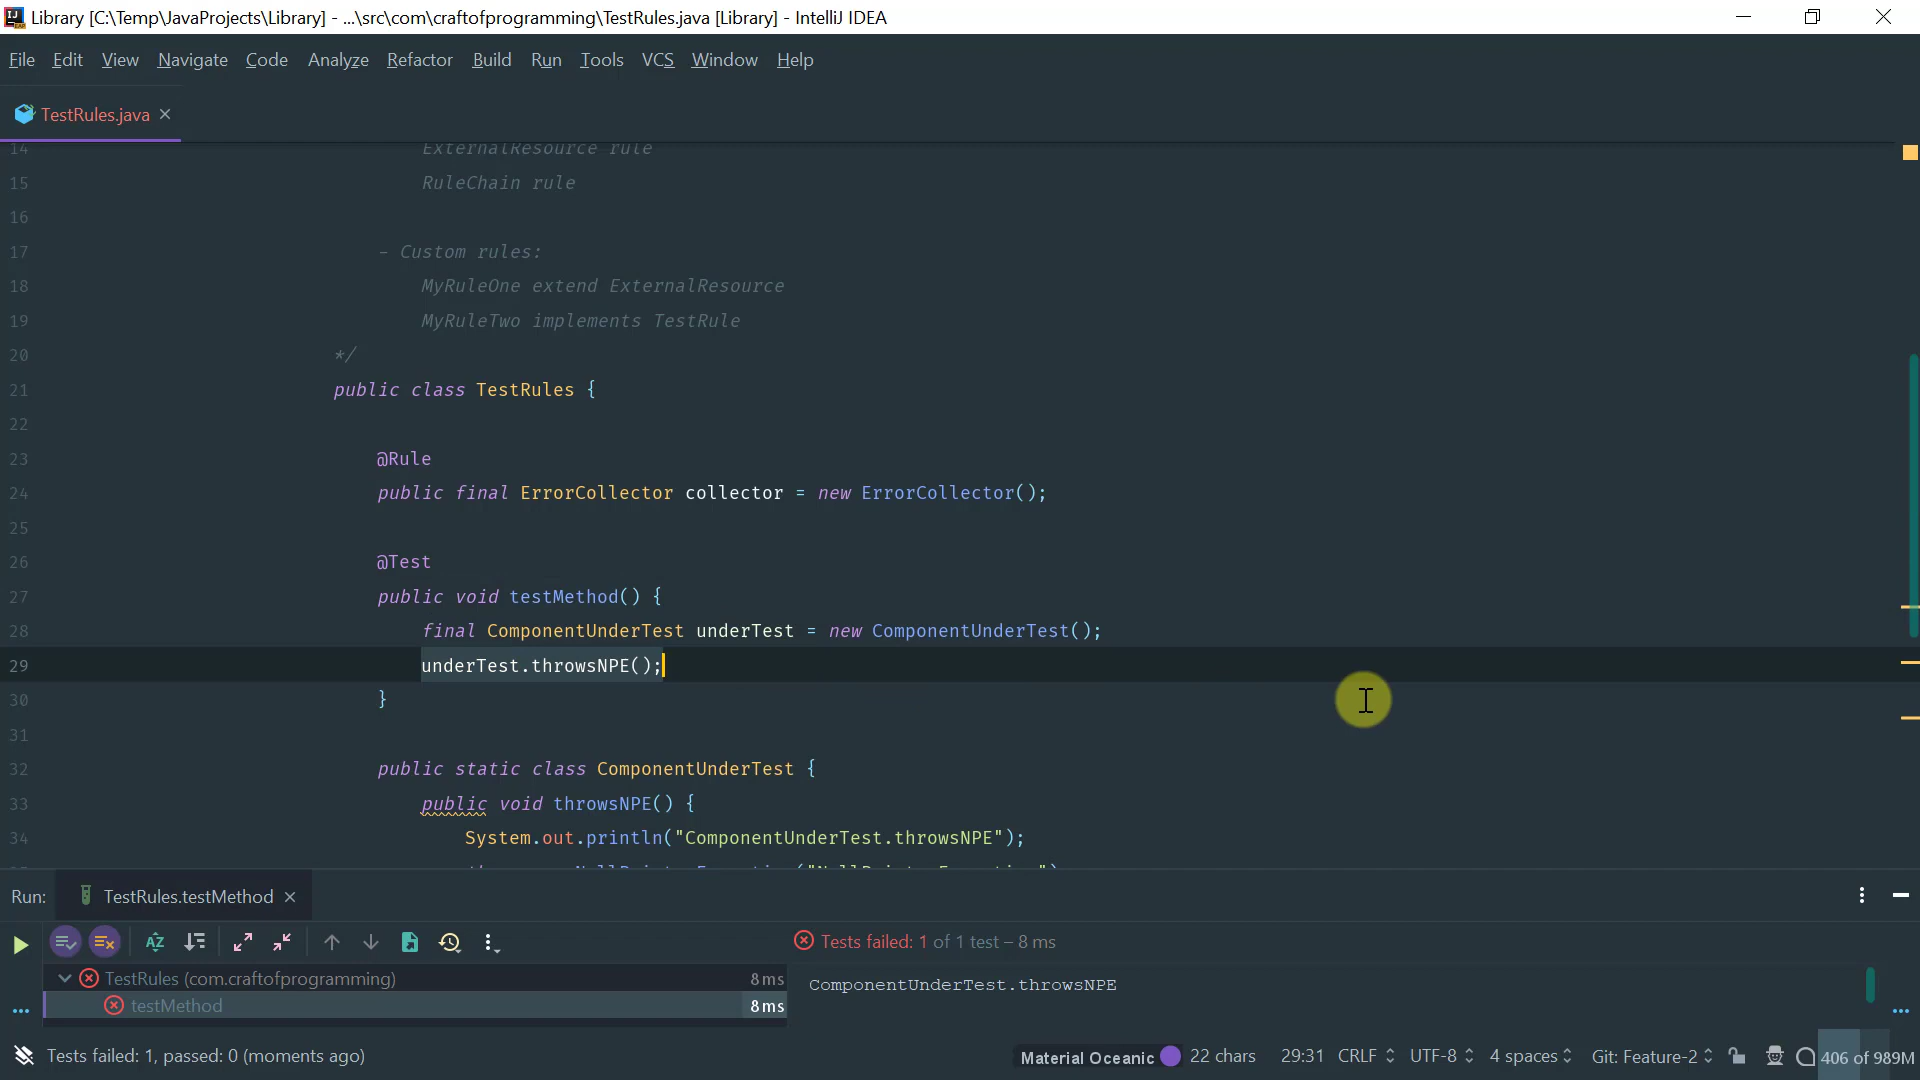 Library [C:\Temp\JavaProjects\Library] - ...\src\com\craftofprogramming\TestRules.java [Library] - IntelliJ IDEA
File Edit View Navigate Code Analyze Refactor Build Run Tools VCS Window Help
TestRules.java
14 ExternalResource rule
15 RuleChain rule
16
17 - Custom rules:
18 MyRuleOne extend ExternalResource
19 MyRuleTwo implements TestRule
20 */
21 public class TestRules {
22
23 @Rule
24 public final ErrorCollector collector = new ErrorCollector();
25
26 @Test
27 public void testMethod() {
28 final ComponentUnderTest underTest = new ComponentUnderTest();
29 underTest.throwsNPE();
30 }
31
32 public static class ComponentUnderTest {
33 public void throwsNPE() {
34 System.out.println("ComponentUnderTest.throwsNPE");
Run: TestRules.testMethod
Tests failed: 1 of 1 test – 8 ms
TestRules (com.craftofprogramming) 8 ms
testMethod 8 ms
ComponentUnderTest.throwsNPE
Tests failed: 1, passed: 0 (moments ago)
Material Oceanic 22 chars 29:31 CRLF UTF-8 4 spaces Git: Feature-2 406 of 989M